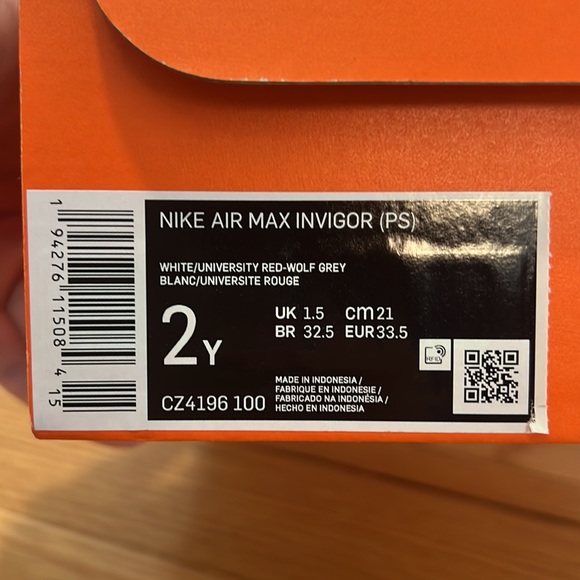 NIKE AIR MAX INVIGOR (PS)
WHITE/UNIVERSITY RED-WOLF GREY
BLANC/UNIVERSITE ROUGE
2Y
UK 1.5 cm 21
BR 32.5 EUR 33.5
RFID
MADE IN INDONESIA /
FABRIQUE EN INDONESIE /
FABRICADO NA INDONÉSIA /
HECHO EN INDONESIA
CZ4196 100
1 94276 11508 4 15